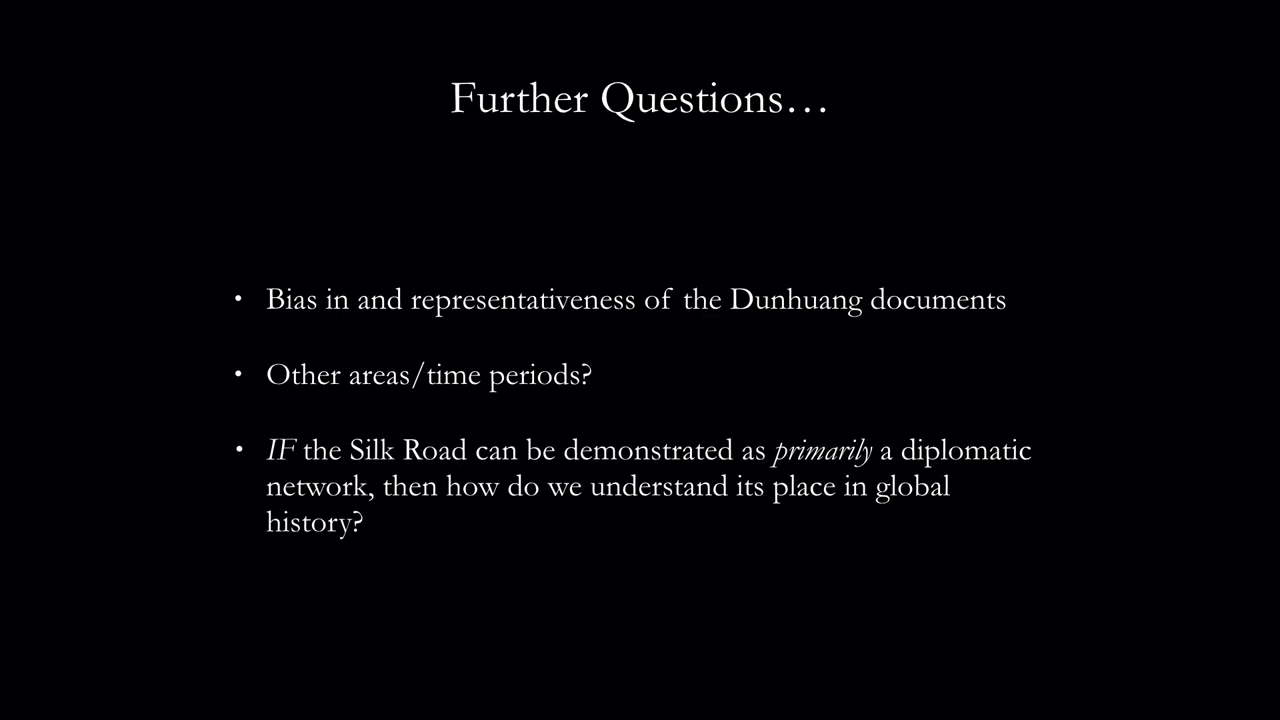 Further Questions…
• Bias in and representativeness of the Dunhuang documents
• Other areas/time periods?
• IF the Silk Road can be demonstrated as primarily a diplomatic
network, then how do we understand its place in global
history?